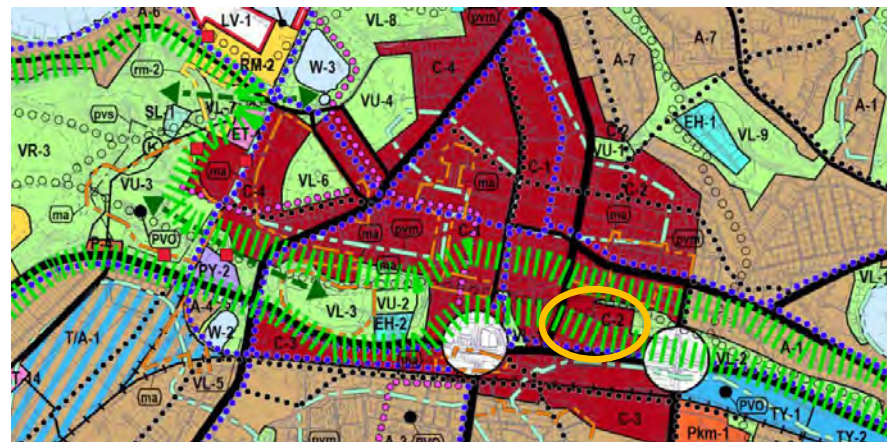 A-6
LV-1
VL-8
pvm
A-7
W-3
C-4
RM-2
rm-2
A-7
A-1
VU-4
EH-1
VL-9
pvs
SL-1
VL-7
C-2
VU-1
ET-1
VR-3
K
C-1
ma
VL-6
C-4
ma
C-2
VU-3
ma
ma
pvm
C-1
ma
pvm
PVO
P-4
ma
PY-2
VL-3
VU-2
EH-2
C-2
A-4
W-2
C-3
T/A-1
VL-2
A-1
T-14
ma
VL-5
C-3
PVO
TY-1
TY-2
Pkm-1
pvm
A-3
PVO